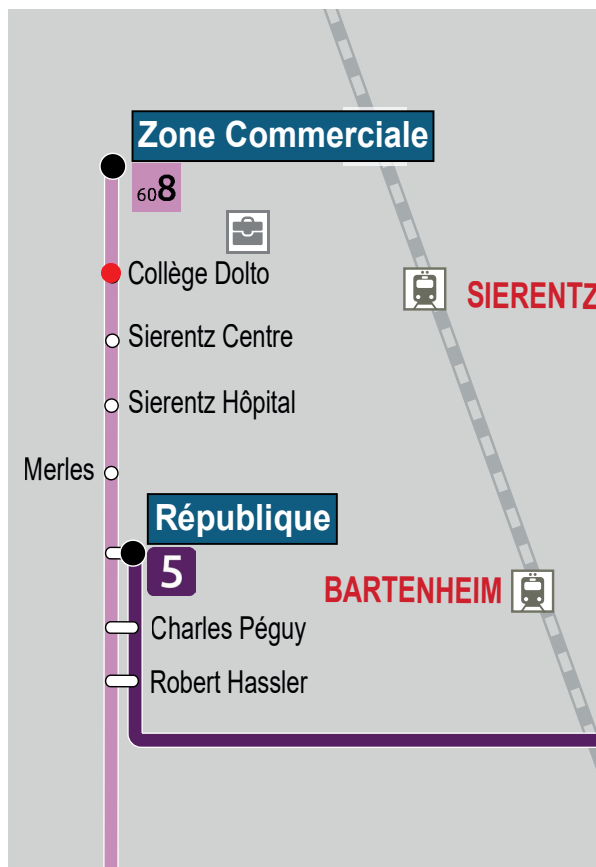 Zone Commerciale
608
Collège Dolto
SIERENTZ
Sierentz Centre
Sierentz Hôpital
Merles
République
5
BARTENHEIM
Charles Péguy
Robert Hassler